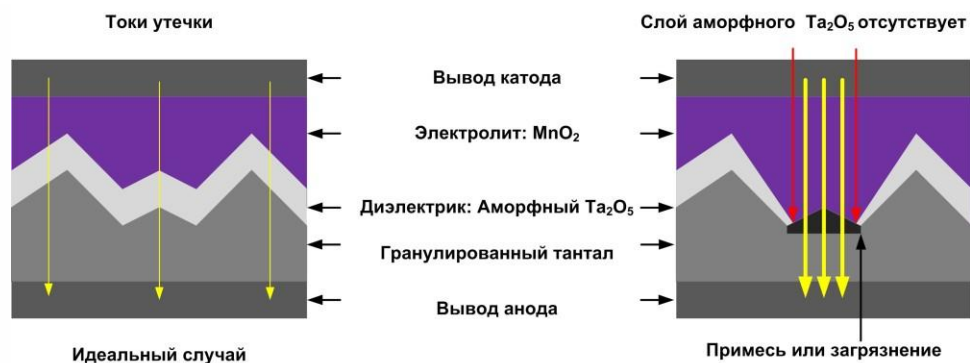 Токи утечки
Слой аморфного Ta₂O₅ отсутствует
Вывод катода
Электролит: MnO₂
Диэлектрик: Аморфный Ta₂O₅
Гранулированный тантал
Вывод анода
Идеальный случай
Примесь или загрязнение